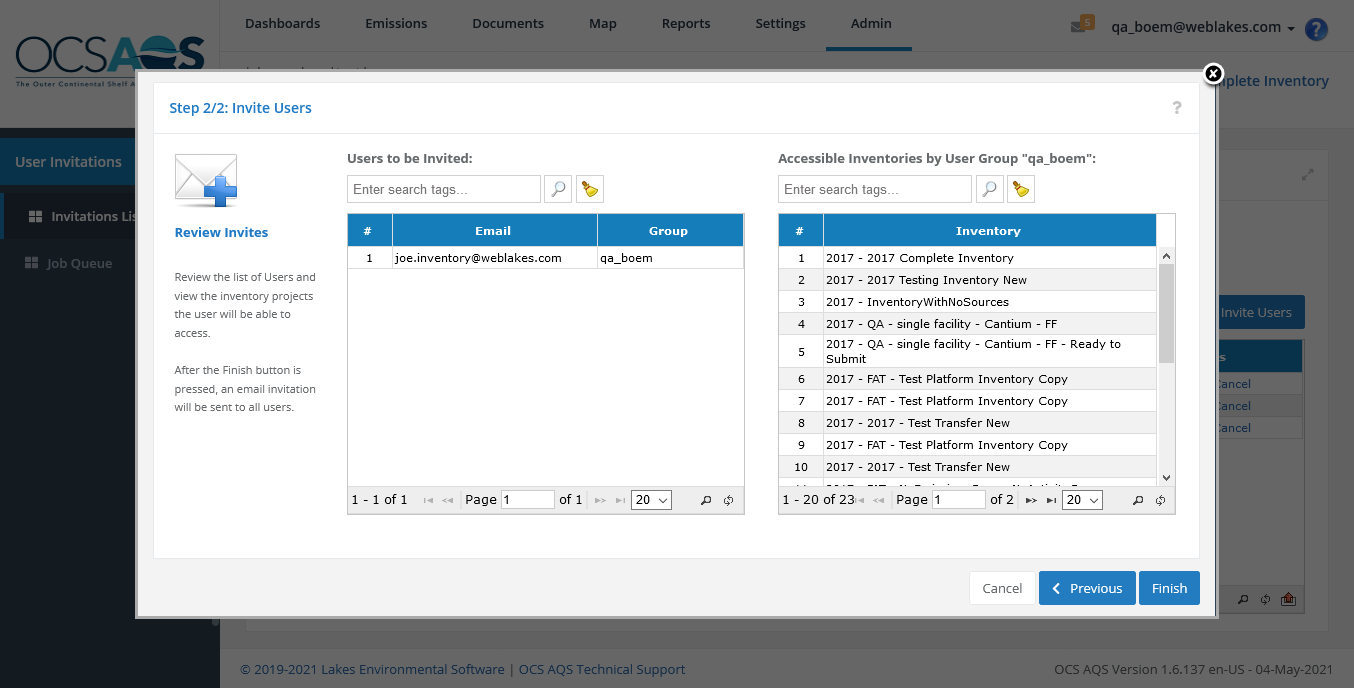 Dashboards Emissions Documents Map Reports Settings Admin
5 qa_boem@weblakes.com ?
OCSAQS
The Outer Continental Shelf
plete Inventory
User Invitations
Invitations Lis
Job Queue
Step 2/2: Invite Users ?
Review Invites
Review the list of Users and
view the inventory projects
the user will be able to
access.
After the Finish button is
pressed, an email invitation
will be sent to all users.
Users to be Invited:
Enter search tags...
# Email Group
1 joe.inventory@weblakes.com qa_boem
1 - 1 of 1 Page 1 of 1 20
Accessible Inventories by User Group "qa_boem":
Enter search tags...
# Inventory
1 2017 - 2017 Complete Inventory
2 2017 - 2017 Testing Inventory New
3 2017 - InventoryWithNoSources
4 2017 - QA - single facility - Cantium - FF
5 2017 - QA - single facility - Cantium - FF - Ready to
Submit
6 2017 - FAT - Test Platform Inventory Copy
7 2017 - FAT - Test Platform Inventory Copy
8 2017 - 2017 - Test Transfer New
9 2017 - FAT - Test Platform Inventory Copy
10 2017 - 2017 - Test Transfer New
1 - 20 of 23 Page 1 of 2 20
Cancel Previous Finish
Invite Users
s
ancel
ancel
ancel
© 2019-2021 Lakes Environmental Software | OCS AQS Technical Support
OCS AQS Version 1.6.137 en-US - 04-May-2021